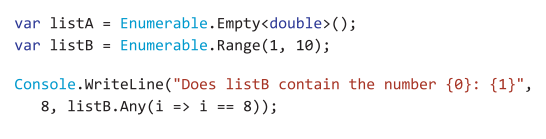 var listA = Enumerable.Empty<double>();
var listB = Enumerable.Range(1, 10);
Console.WriteLine("Does listB contain the number {0}: {1}",
8, listB.Any(i => i == 8));